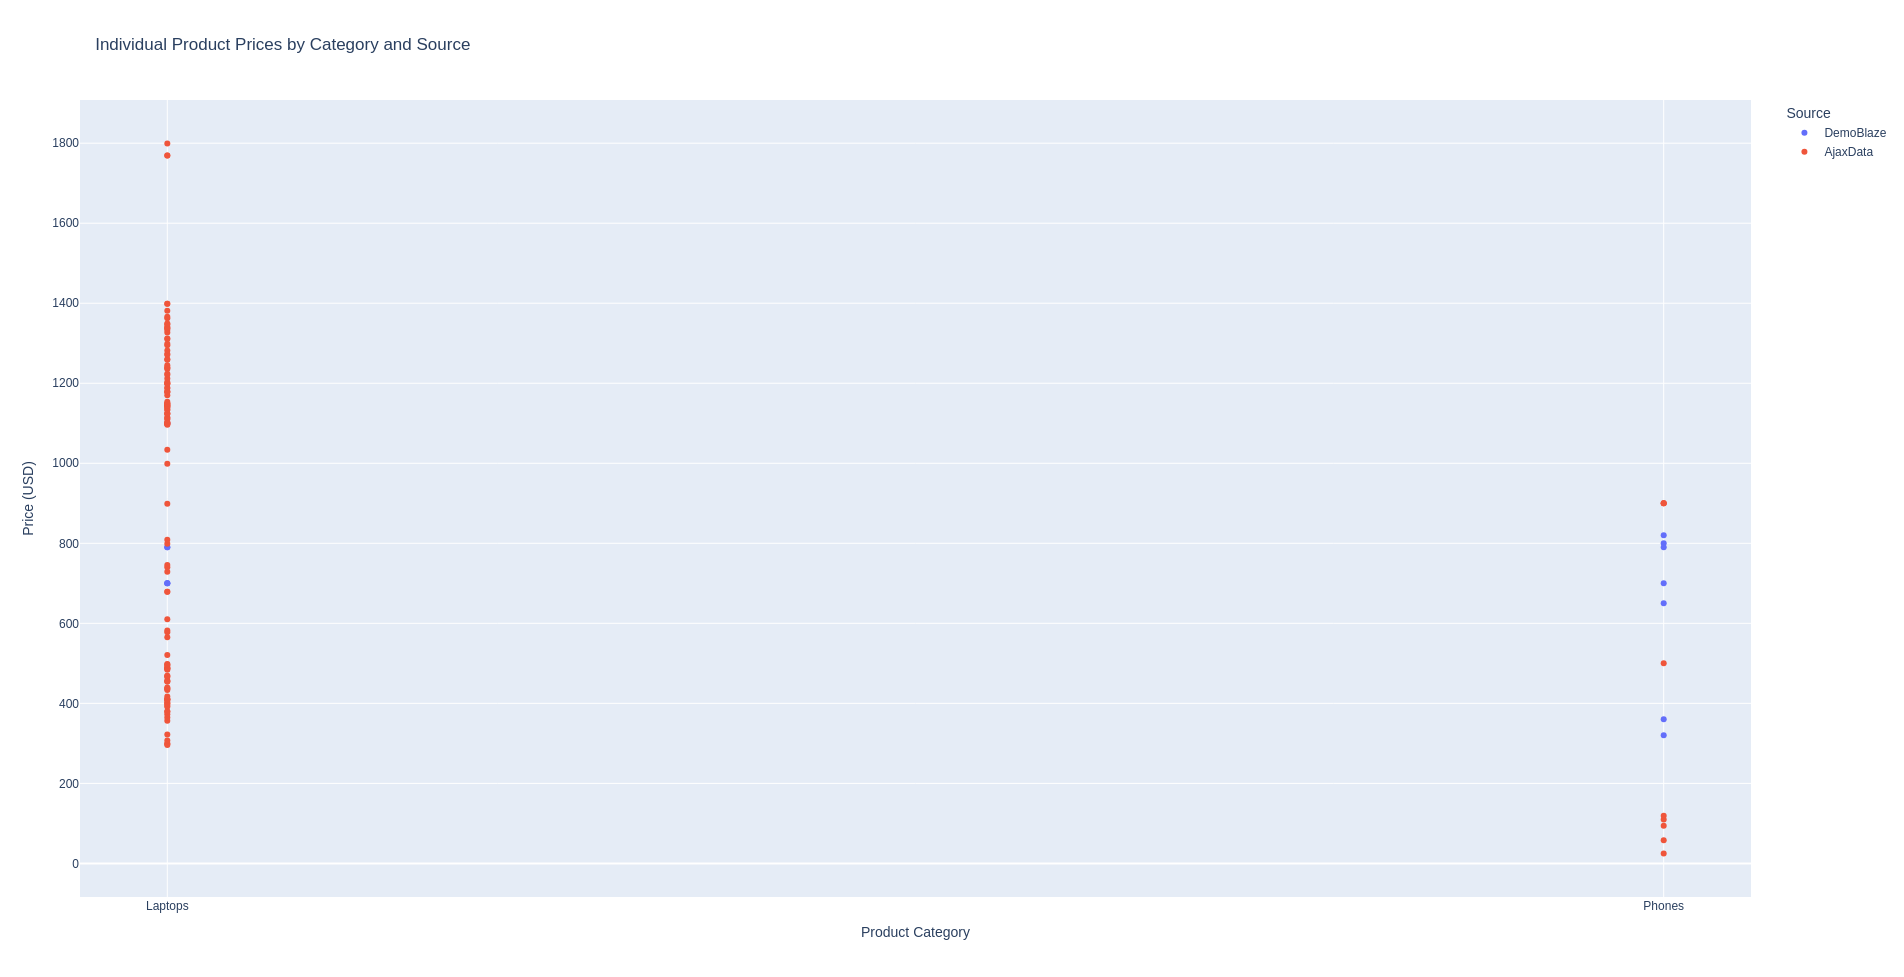 Individual Product Prices by Category and Source
Source
DemoBlaze
AjaxData
Price (USD)
1800
1600
1400
1200
1000
800
600
400
200
0
Laptops
Phones
Product Category